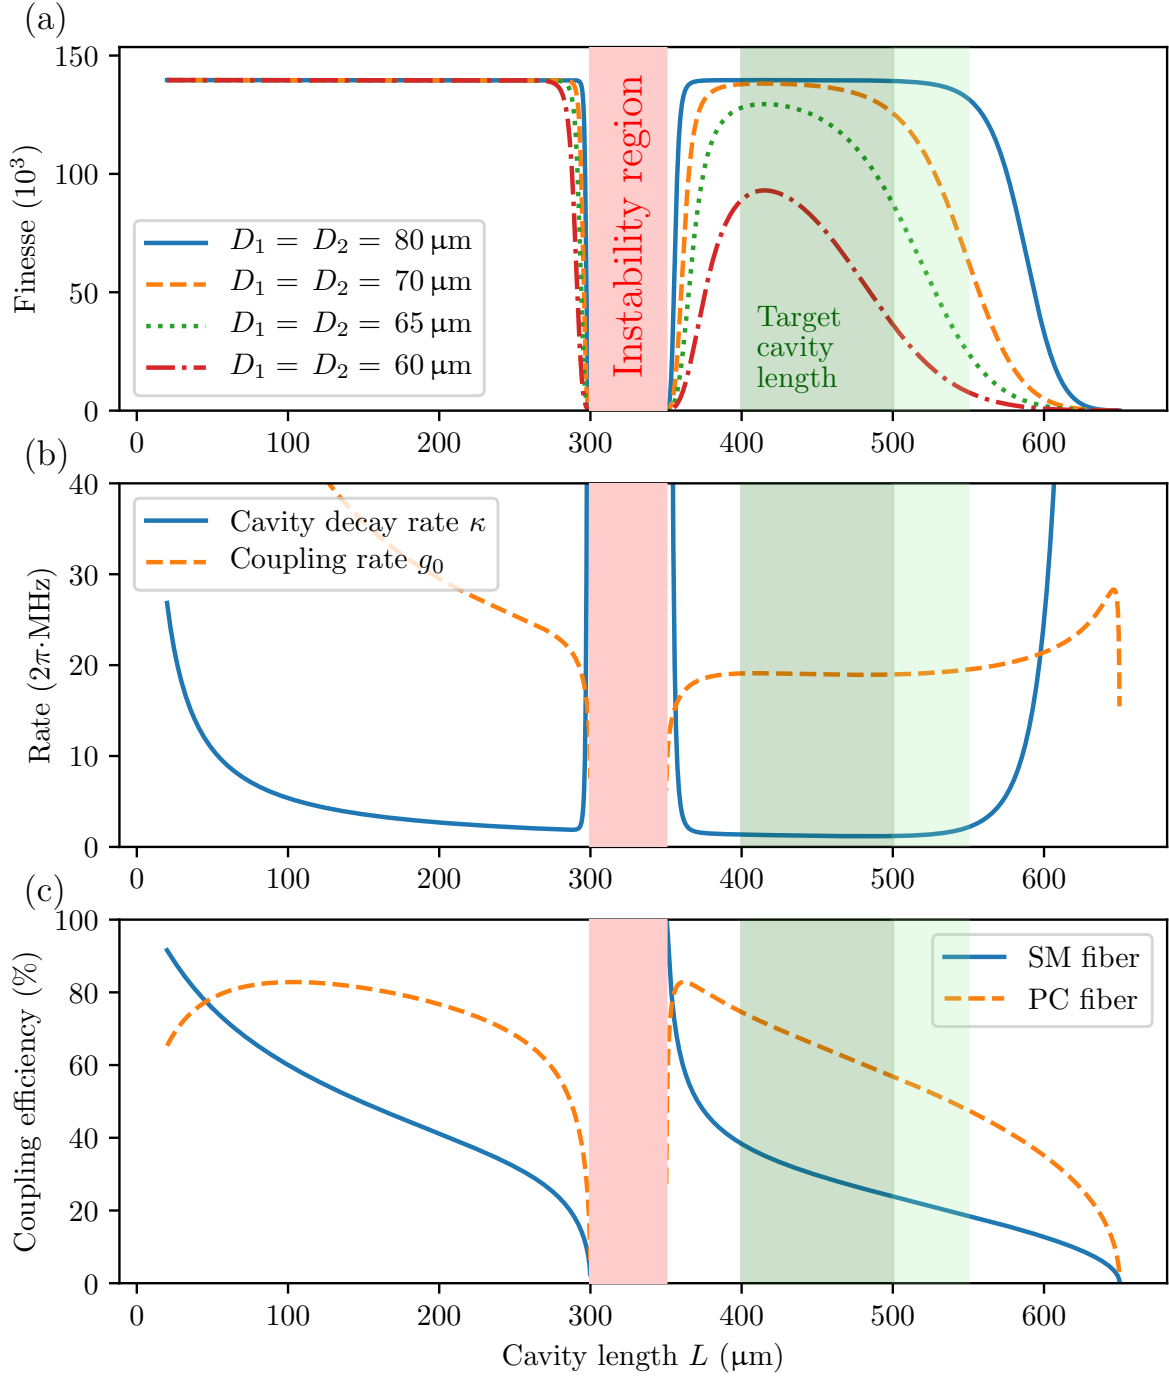 (a)
Finesse (10³)
150
100
50
0
D₁ = D₂ = 80 µm
D₁ = D₂ = 70 µm
D₁ = D₂ = 65 µm
D₁ = D₂ = 60 µm
Instability region
Target
cavity
length
0 100 200 300 400 500 600
(b)
Rate (2π·MHz)
40
30
20
10
0
Cavity decay rate κ
Coupling rate g₀
0 100 200 300 400 500 600
(c)
Coupling efficiency (%)
100
80
60
40
20
0
SM fiber
PC fiber
0 100 200 300 400 500 600
Cavity length L (µm)